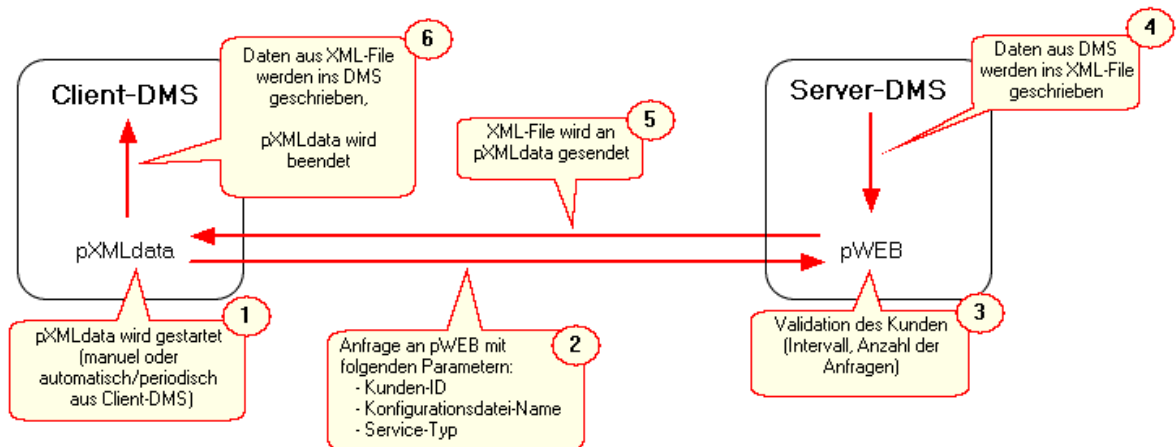 6
Daten aus XML-File
werden ins DMS
geschrieben,
pXMLdata wird
beendet
4
Daten aus DMS
werden ins XML-File
geschrieben
Client-DMS
Server-DMS
5
XML-File wird an
pXMLdata gesendet
pXMLdata
pWEB
1
pXMLdata wird gestartet
(manuel oder
automatisch/periodisch
aus Client-DMS)
2
Anfrage an pWEB mit
folgenden Parametern:
- Kunden-ID
- Konfigurationsdatei-Name
- Service-Typ
3
Validation des Kunden
(Intervall, Anzahl der
Anfragen)